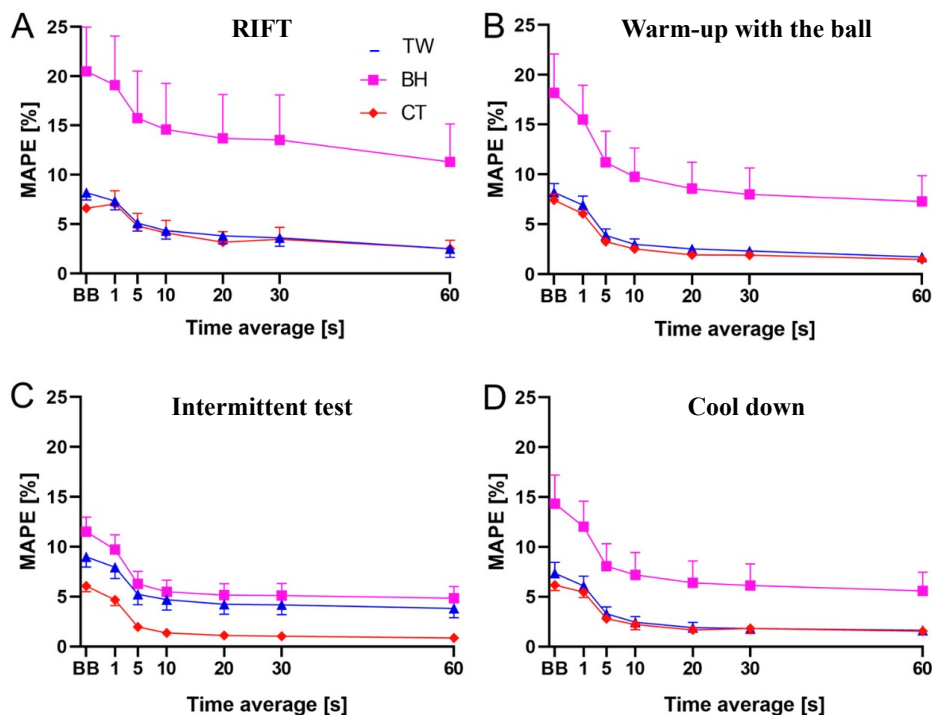 A
RIFT
TW
BH
CT
MAPE [%]
25
20
15
10
5
0
BB 1 5 10 20 30 60
Time average [s]
B
Warm-up with the ball
MAPE [%]
25
20
15
10
5
0
BB 1 5 10 20 30 60
Time average [s]
C
Intermittent test
MAPE [%]
25
20
15
10
5
0
BB 1 5 10 20 30 60
Time average [s]
D
Cool down
MAPE [%]
25
20
15
10
5
0
BB 1 5 10 20 30 60
Time average [s]